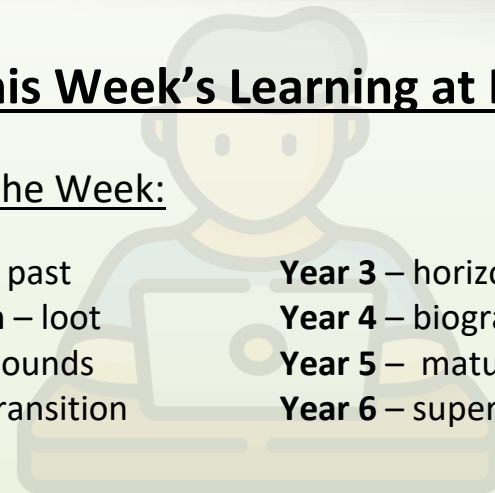 his Week's Learning at
he Week:
past
– loot
ounds
ransition
Year 3 – horizo
Year 4 – biogra
Year 5 – matu
Year 6 – super